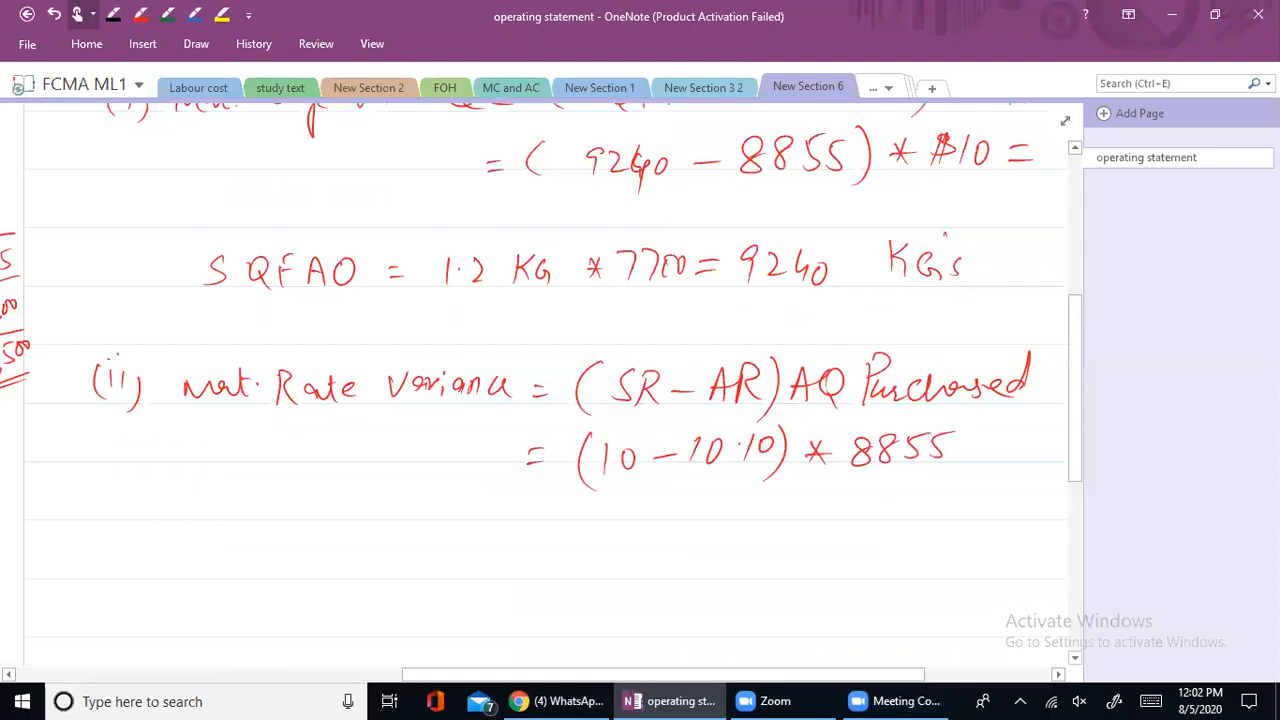 operating statement - OneNote (Product Activation Failed)
File Home Insert Draw History Review View
FCMA ML1 Labour cost study text New Section 2 FOH MC and AC New Section 1 New Section 3 2 New Section 6 ... Search (Ctrl+E)
Add Page
operating statement
= ( 9240 - 8855) * $10 =
SQFAO = 1.2 KG * 7700 = 9240 KGs
(ii) Mat. Rate Variance = (SR - AR) AQ Purchased
= (10 - 10.10) * 8855
Activate Windows
Go to Settings to activate Windows.
Type here to search
7
(4) WhatsApp...
operating st...
Zoom
Meeting Co...
12:02 PM
8/5/2020